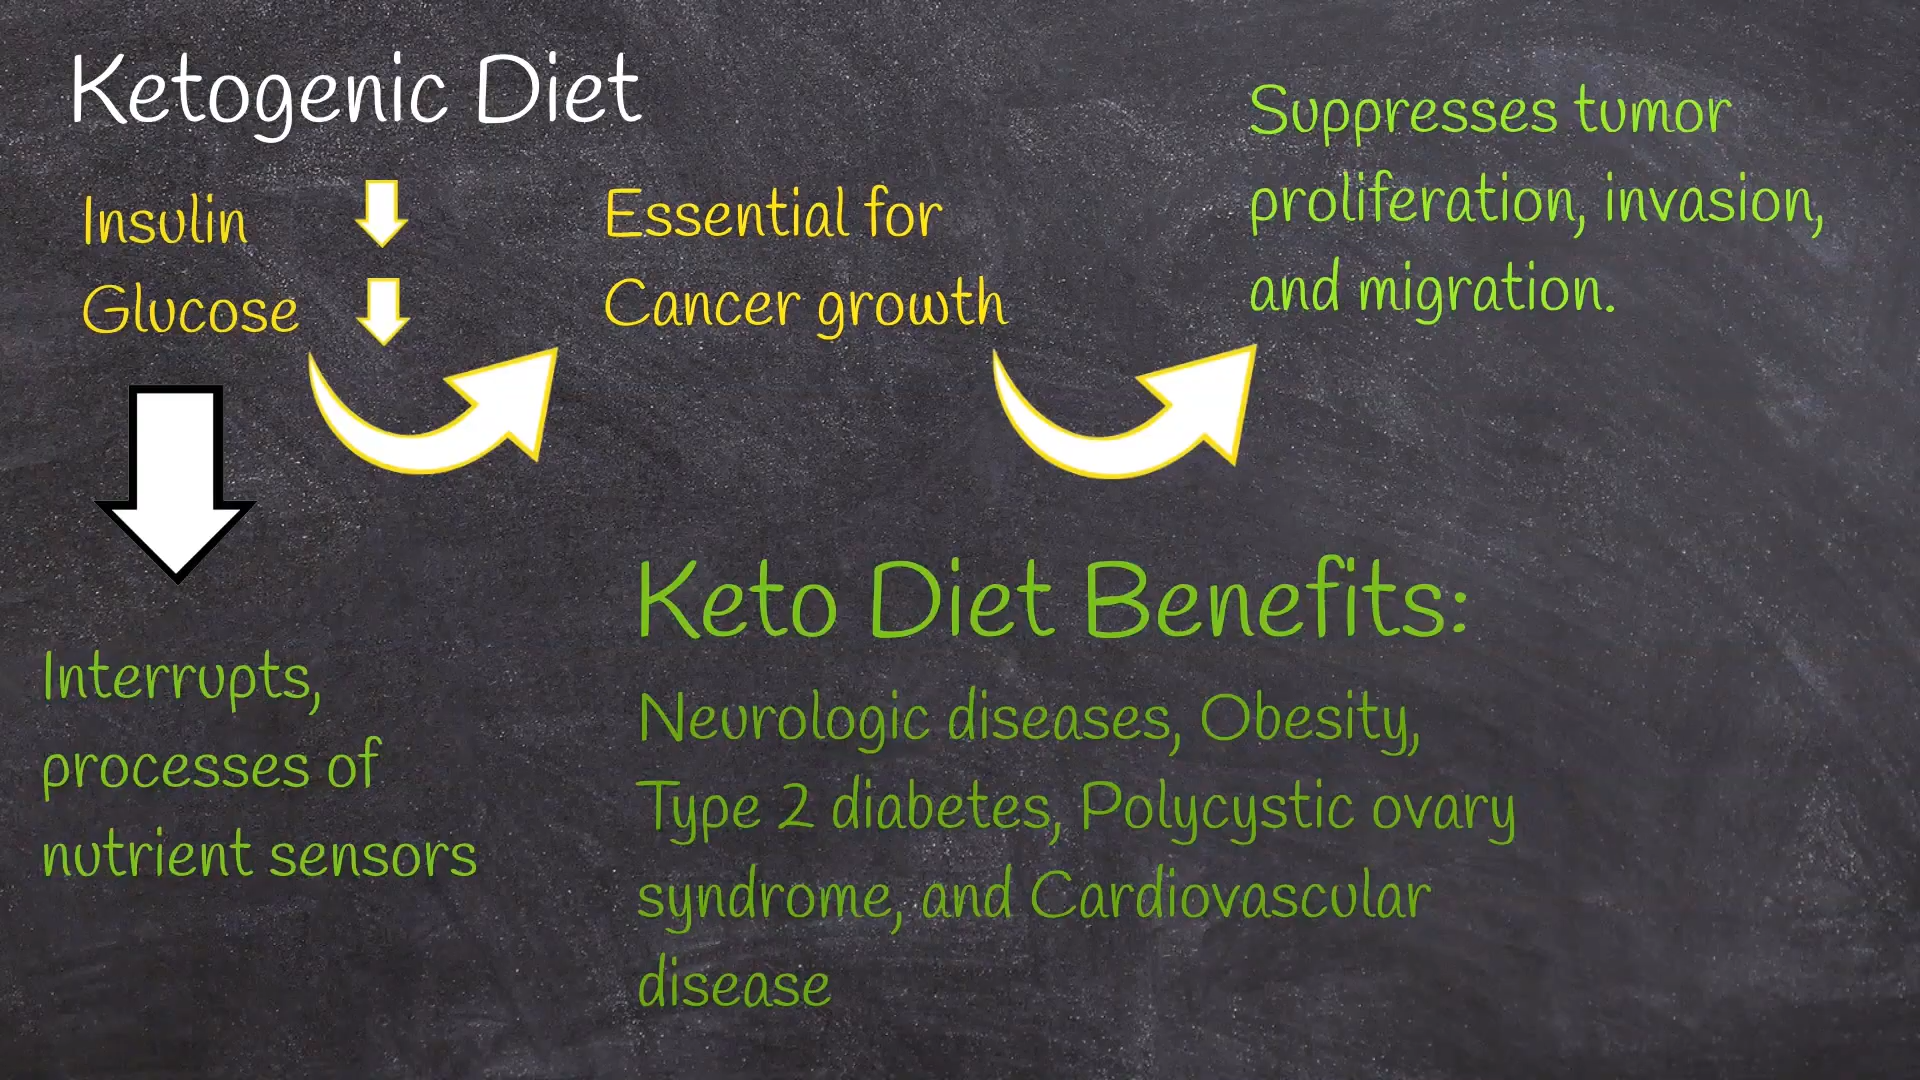 Ketogenic Diet
Insulin
Glucose
Essential for
Cancer growth
Suppresses tumor
proliferation, invasion,
and migration.
Interrupts,
processes of
nutrient sensors
Keto Diet Benefits:
Neurologic diseases, Obesity,
Type 2 diabetes, Polycystic ovary
syndrome, and Cardiovascular
disease